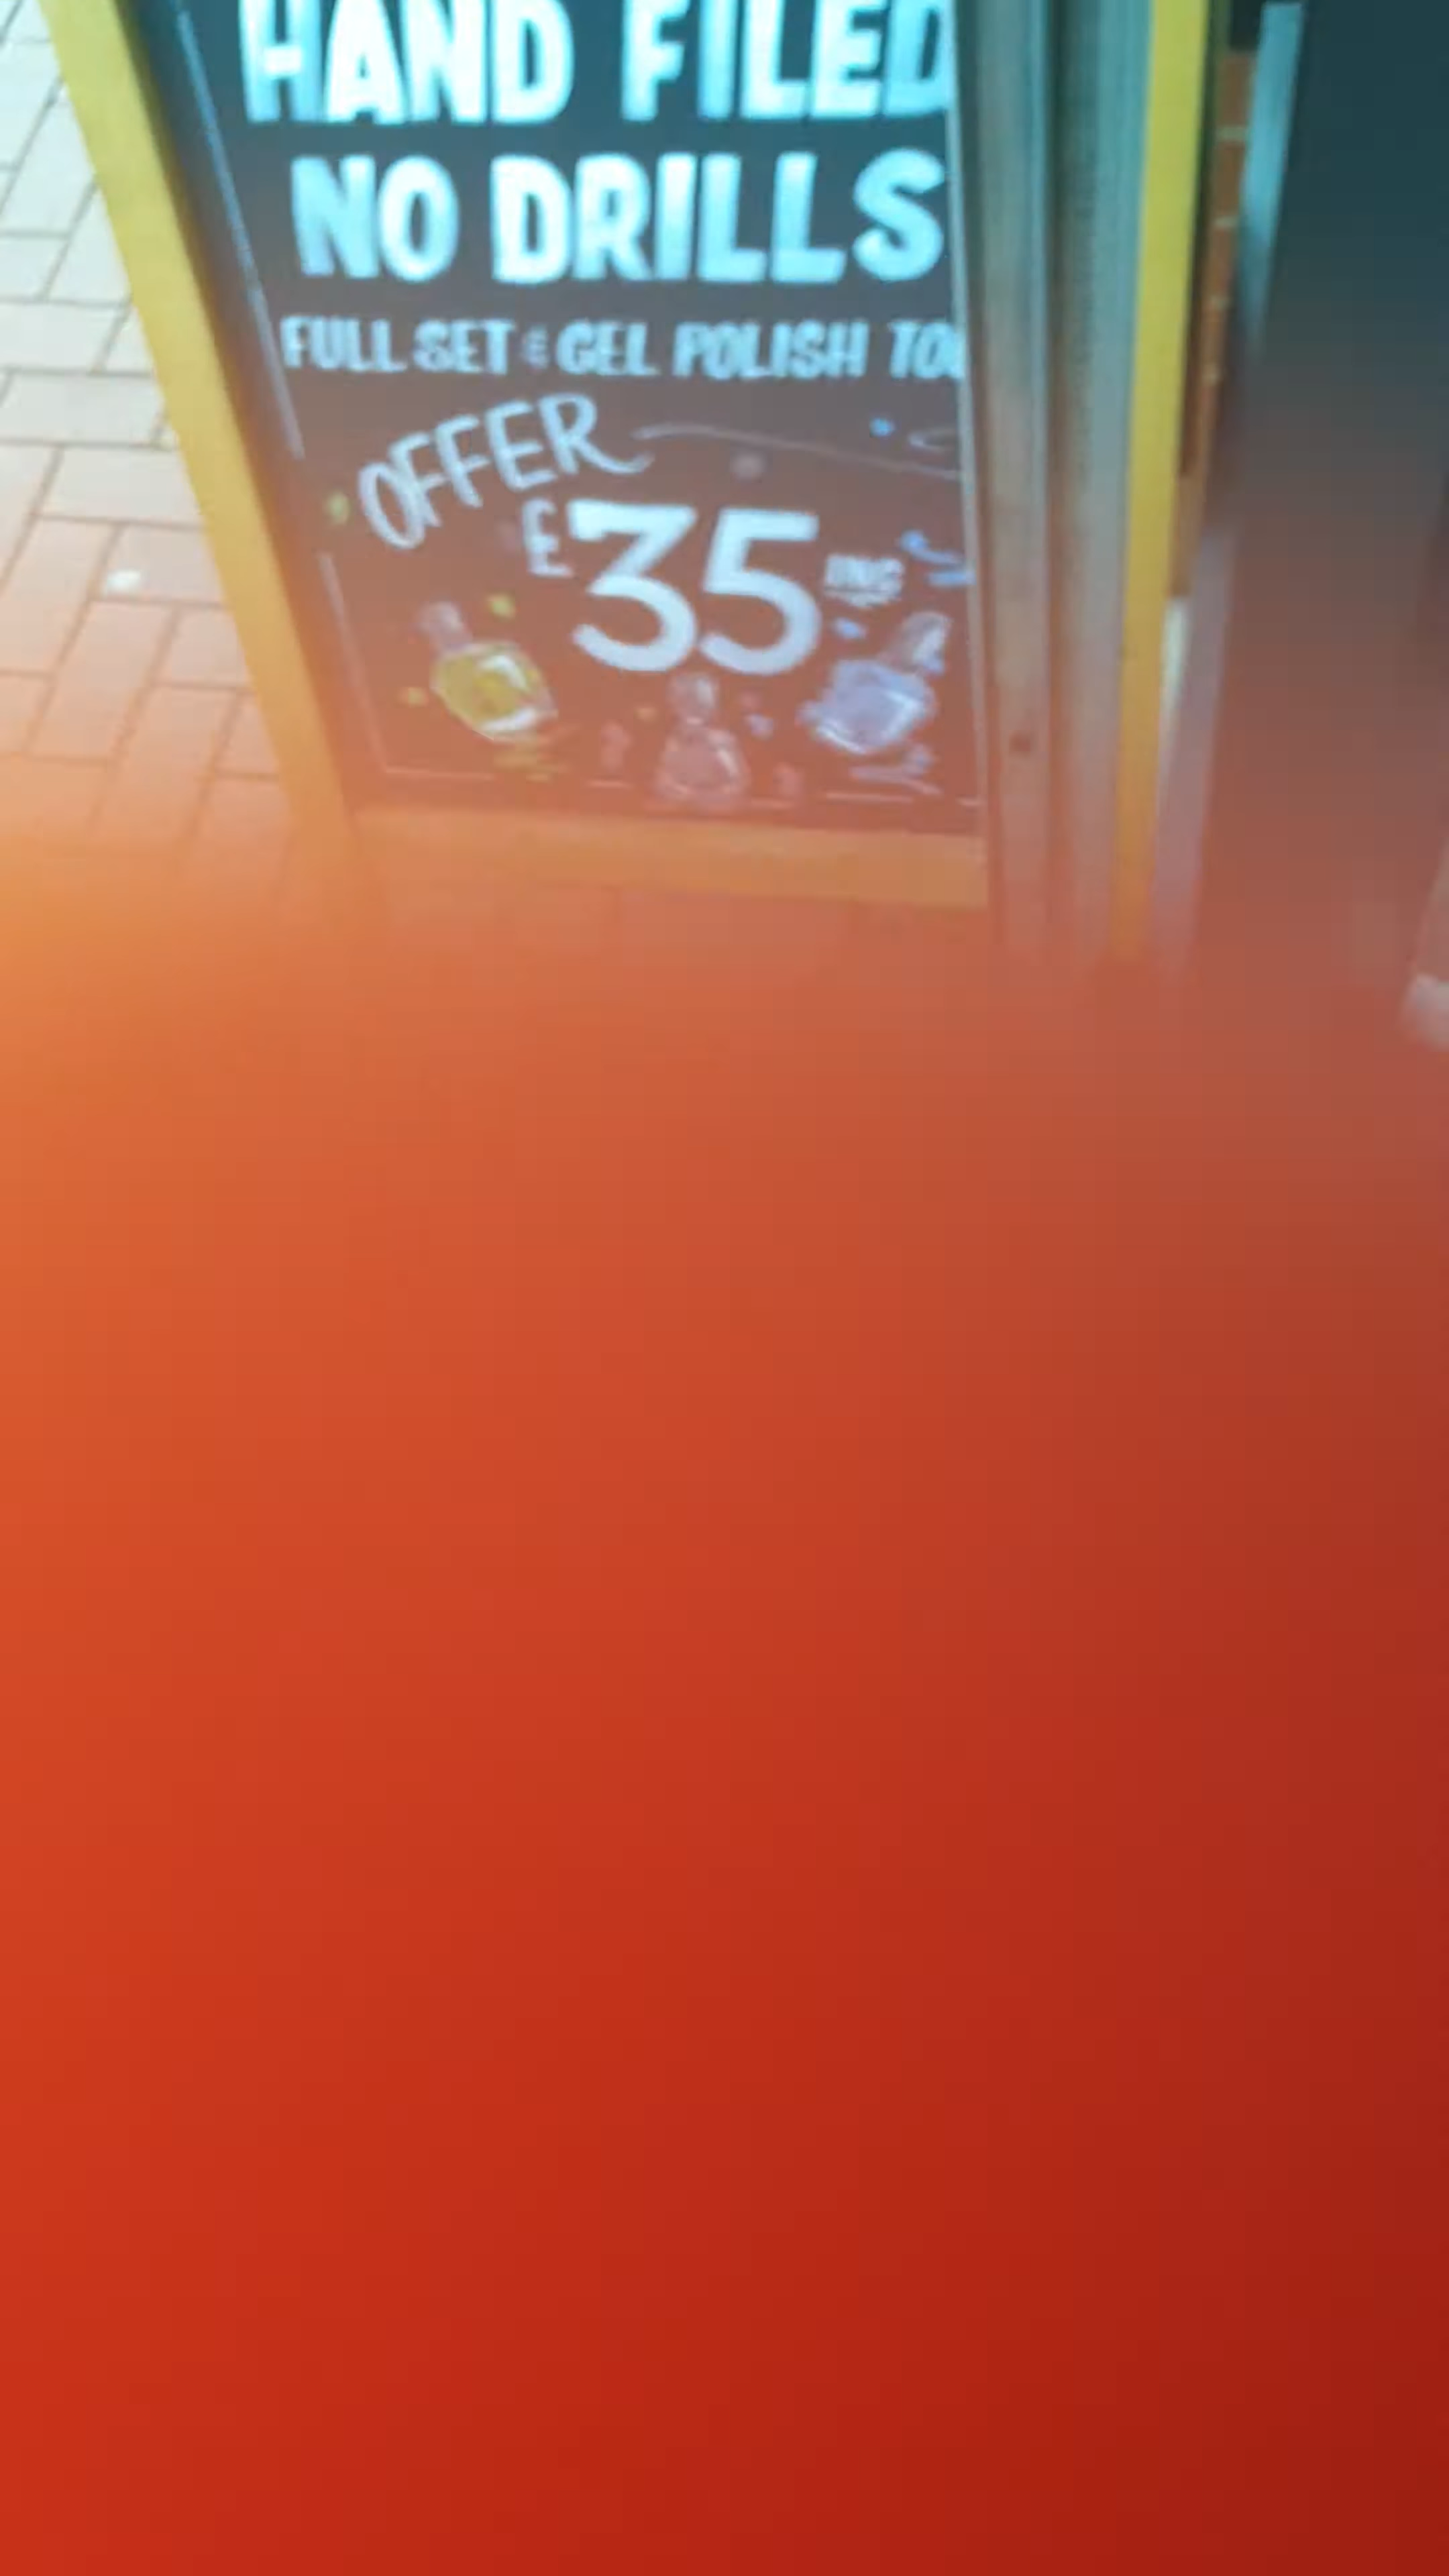 HAND FILED
NO DRILLS
FULL SET & GEL POLISH
OFFER
£35